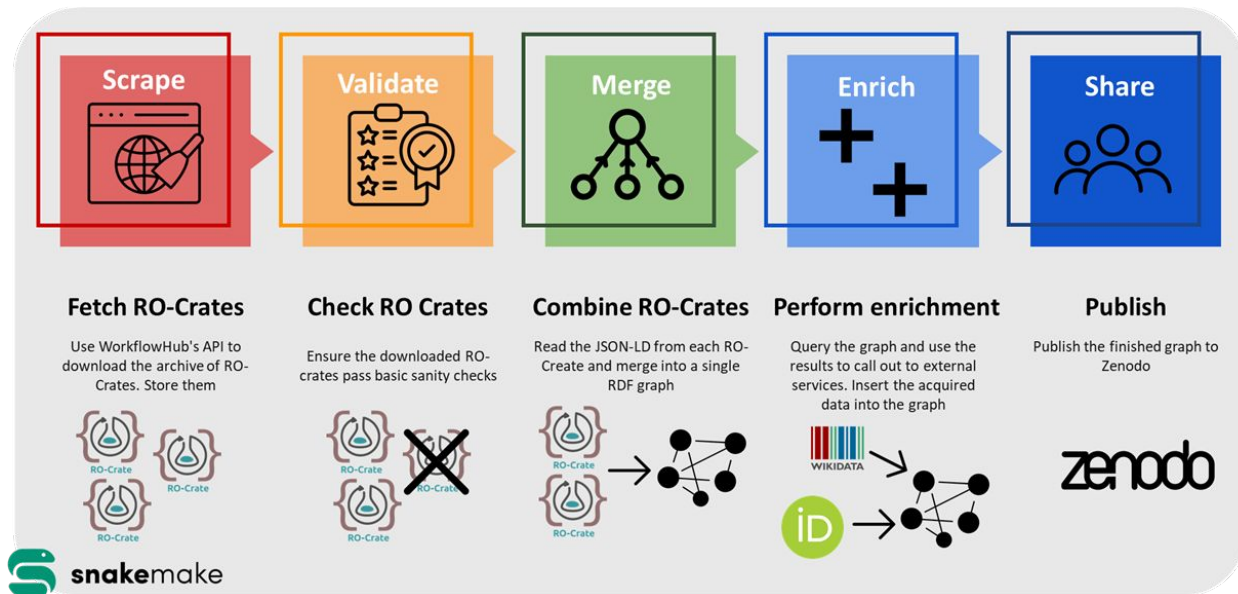 Scrape
Validate
Merge
Enrich
Share
Fetch RO-Crates
Use WorkflowHub's API to
download the archive of RO-
Crates. Store them
RO-Crate
RO-Crate
RO-Crate
Check RO Crates
Ensure the downloaded RO-
crates pass basic sanity checks
RO-Crate
RO-Crate
RO-Crate
Combine RO-Crates
Read the JSON-LD from each RO-
Create and merge into a single
RDF graph
RO-Crate
RO-Crate
Perform enrichment
Query the graph and use the
results to call out to external
services. Insert the acquired
data into the graph
WIKIDATA
iD
Publish
Publish the finished graph to
Zenodo
zenodo
snakemake